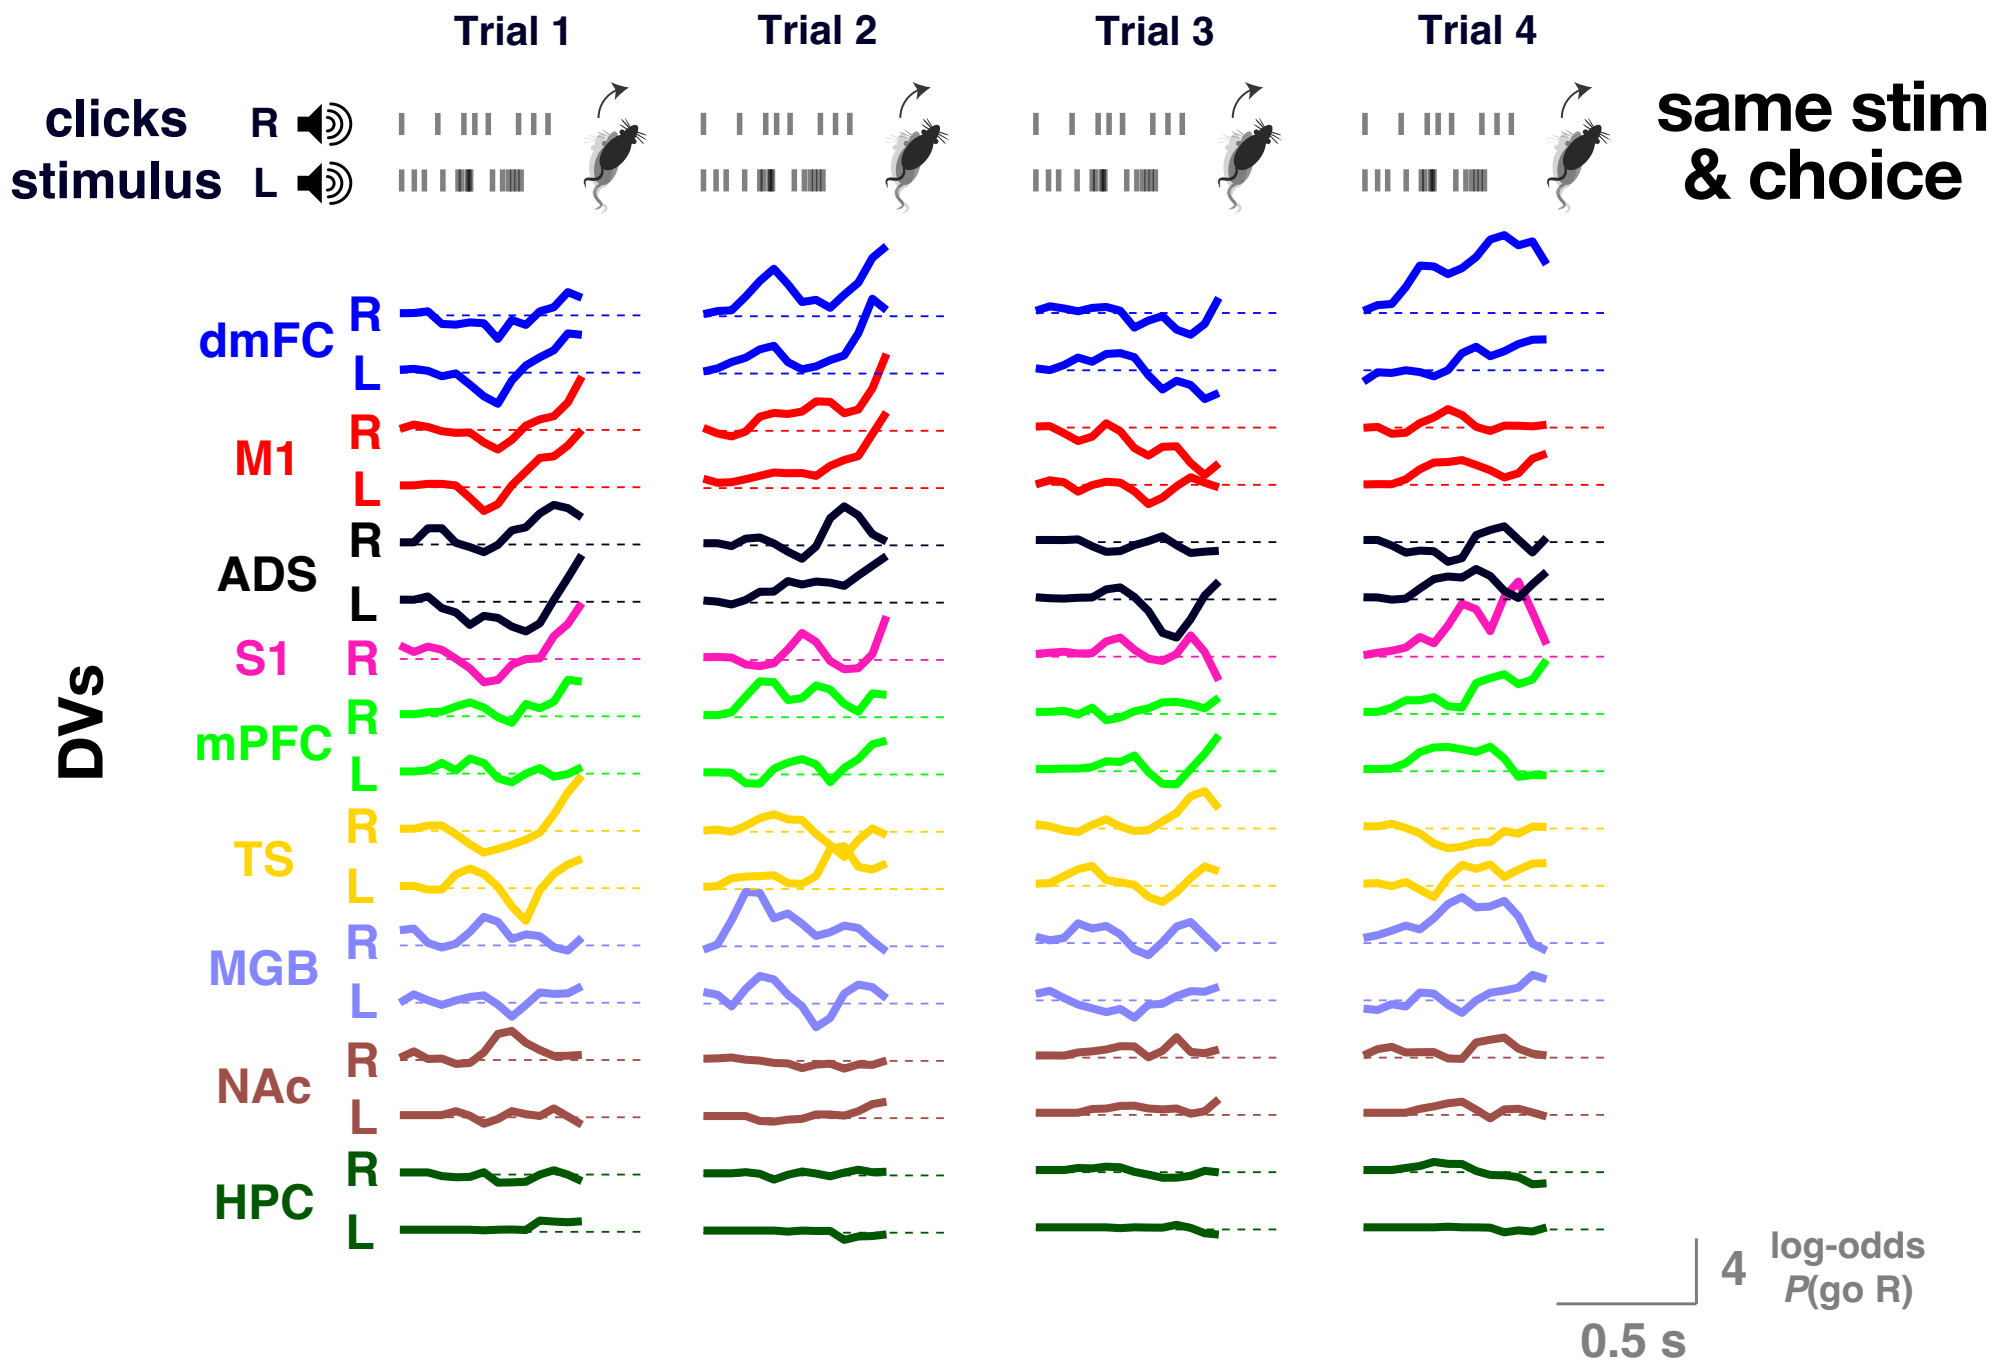 Trial 1 Trial 2 Trial 3 Trial 4
clicks R
stimulus L
same stim
& choice
DVs
dmFC R
L
M1 R
L
ADS R
L
S1 R
mPFC R
L
TS R
L
MGB R
L
NAc R
L
HPC R
L
4 log-odds
P(go R)
0.5 s